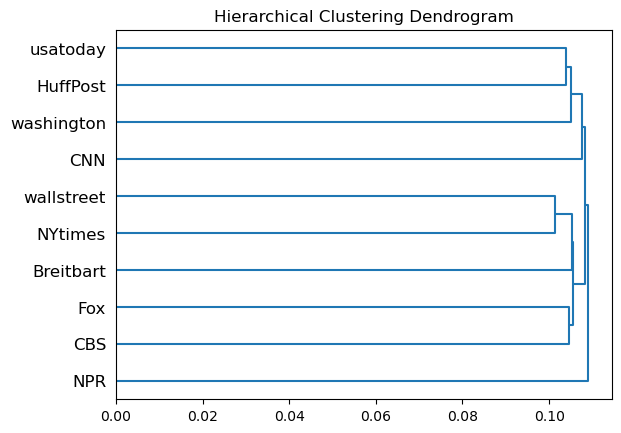 Hierarchical Clustering Dendrogram
usatoday
HuffPost
washington
CNN
wallstreet
NYtimes
Breitbart
Fox
CBS
NPR
0.00 0.02 0.04 0.06 0.08 0.10